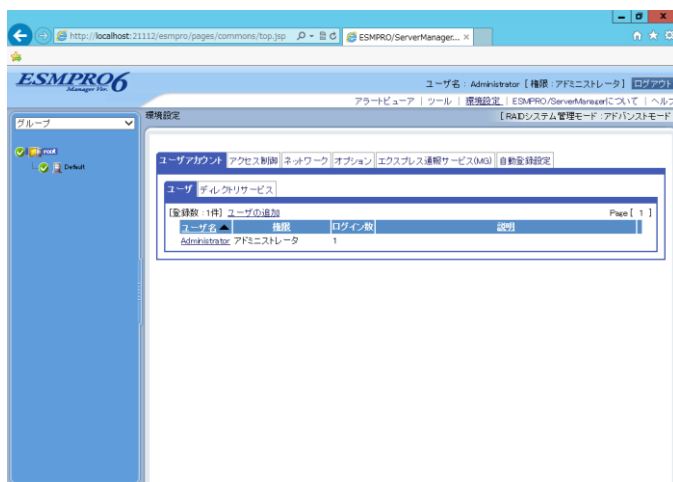 http://localhost:21112/esmpro/pages/commons/top.jsp
ESMPRO/ServerManager...
ESMPRO6
Manager Ver.
ユーザ名 : Administrator [ 権限 : アドミニストレータ ] ログアウト
アラートビューア | ツール | 環境設定 | ESMPRO/ServerManagerについて | ヘルプ
グループ
環境設定
[ RAIDシステム管理モード : アドバンストモード
root
Default
ユーザアカウント アクセス制御 ネットワーク オプション エクスプレス通報サービス(MG) 自動登録設定
ユーザ ディレクトリサービス
[登録数 : 1件] ユーザの追加 Page [ 1 ]
ユーザ名 ▲ 権限 ログイン数 説明
Administrator アドミニストレータ 1